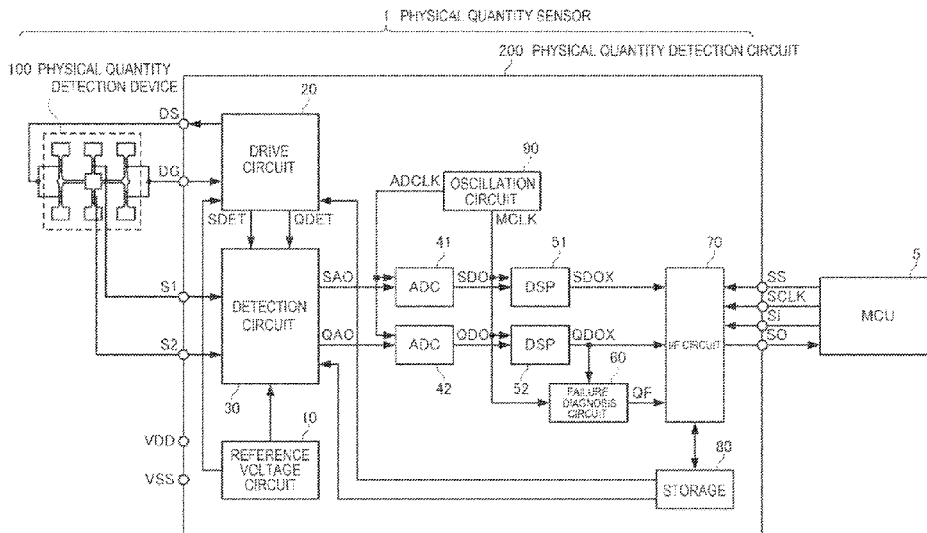 1 PHYSICAL QUANTITY SENSOR
200 PHYSICAL QUANTITY DETECTION CIRCUIT
100 PHYSICAL QUANTITY
DETECTION DEVICE
DS
20
DRIVE
CIRCUIT
DG
90
OSCILLATION
CIRCUIT
ADCLK
MCLK
SDET
QDET
41
51
70
5
S1
DETECTION
CIRCUIT
SAO
ADC
SDO
DSP
SDOX
SS
SCLK
SI
SO
MCU
S2
QAO
ADC
QDO
DSP
QDOX
I/F CIRCUIT
30
42
52
60
FAILURE
DIAGNOSIS
CIRCUIT
QF
VDD
10
REFERENCE
VOLTAGE
CIRCUIT
VSS
80
STORAGE